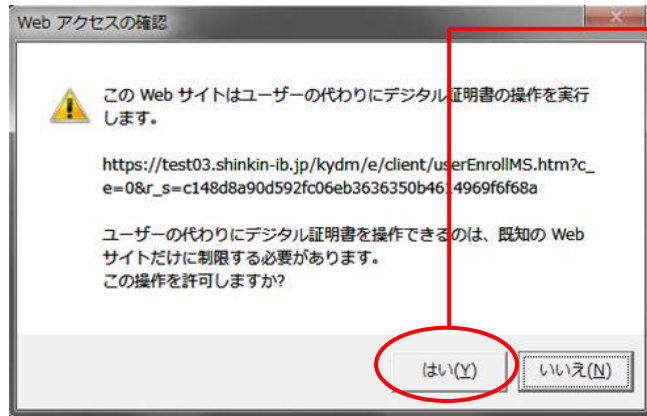 Web アクセスの確認
この Web サイトはユーザーの代わりにデジタル証明書の操作を実行
します。
https://test03.shinkin-ib.jp/kydm/e/client/userEnrollMS.htm?c_
e=0&r_s=c148d8a90d592fc06eb3636350b4614969f6f68a
ユーザーの代わりにデジタル証明書を操作できるのは、既知の Web
サイトだけに制限する必要があります。
この操作を許可しますか?
はい(Y) いいえ(N)